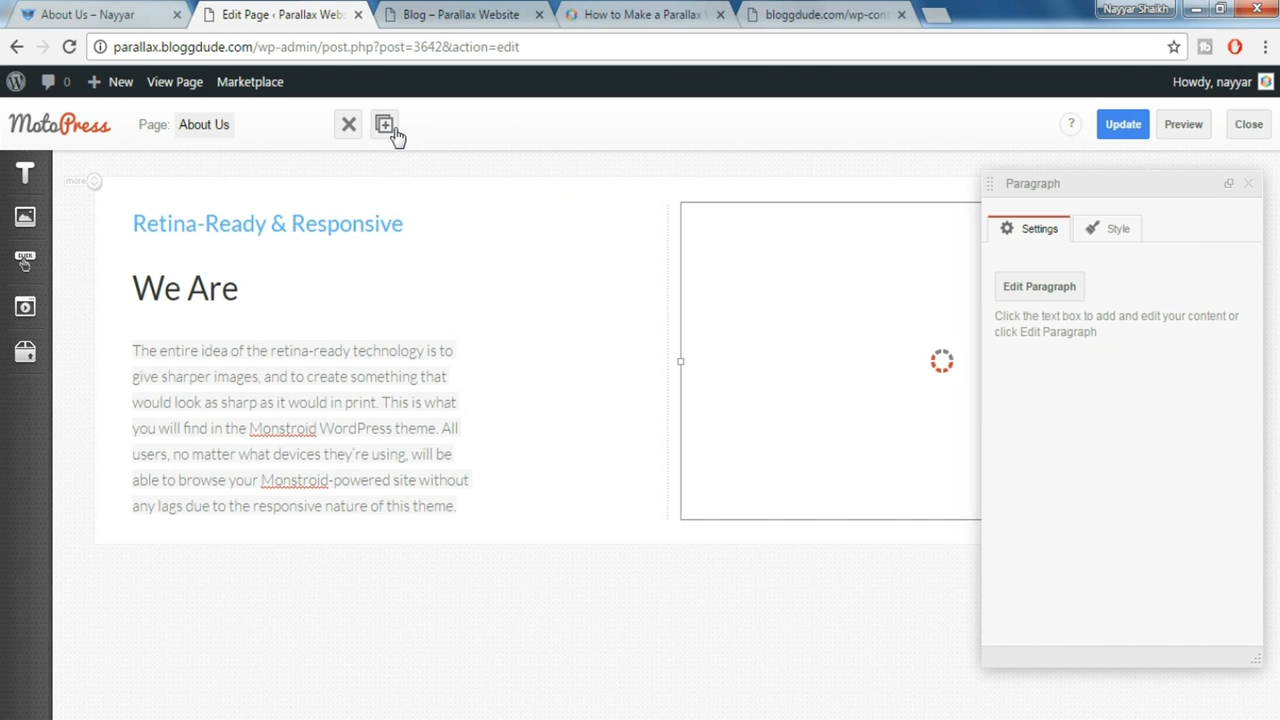 About Us – Nayyar
Edit Page ‹ Parallax Webs
Blog – Parallax Website
How to Make a Parallax
bloggdude.com/wp-cont
Nayyar Shaikh
parallax.bloggdude.com/wp-admin/post.php?post=3642&action=edit
0 New View Page Marketplace
Howdy, nayyar
MotoPress
Page: About Us
? Update Preview Close
more
Paragraph
T
Settings Style
CLICK
Edit Paragraph
Click the text box to add and edit your content or
click Edit Paragraph
Retina-Ready & Responsive
We Are
The entire idea of the retina-ready technology is to
give sharper images, and to create something that
would look as sharp as it would in print. This is what
you will find in the Monstroid WordPress theme. All
users, no matter what devices they're using, will be
able to browse your Monstroid-powered site without
any lags due to the responsive nature of this theme.